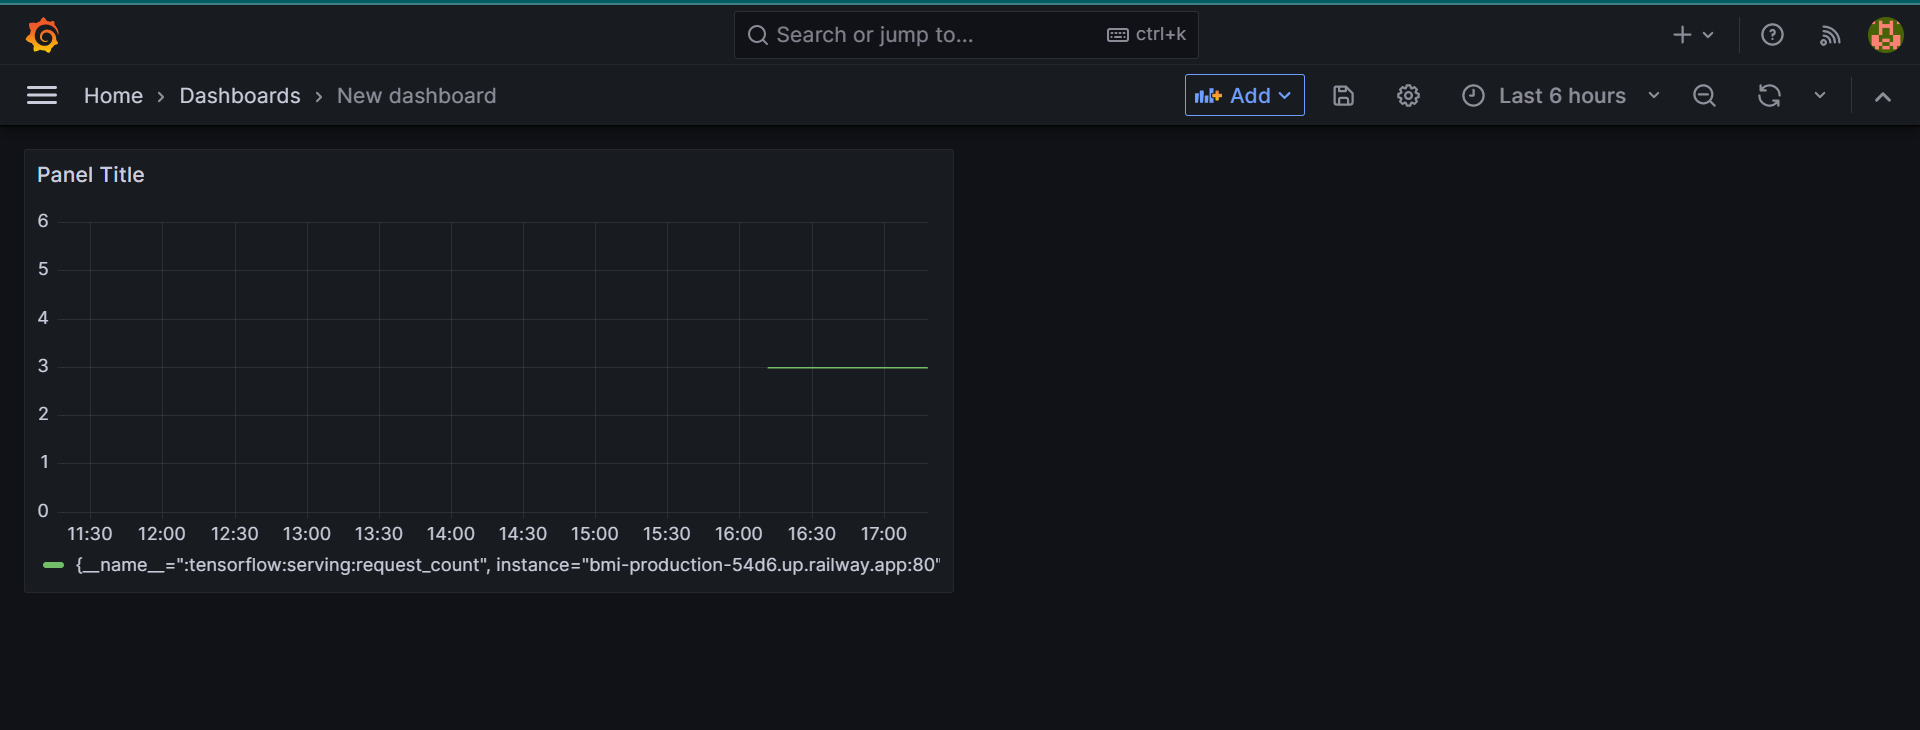 Search or jump to... ctrl+k
Home › Dashboards › New dashboard
Add
Last 6 hours
Panel Title
6
5
4
3
2
1
0
11:30 12:00 12:30 13:00 13:30 14:00 14:30 15:00 15:30 16:00 16:30 17:00
{__name__=":tensorflow:serving:request_count", instance="bmi-production-54d6.up.railway.app:80"